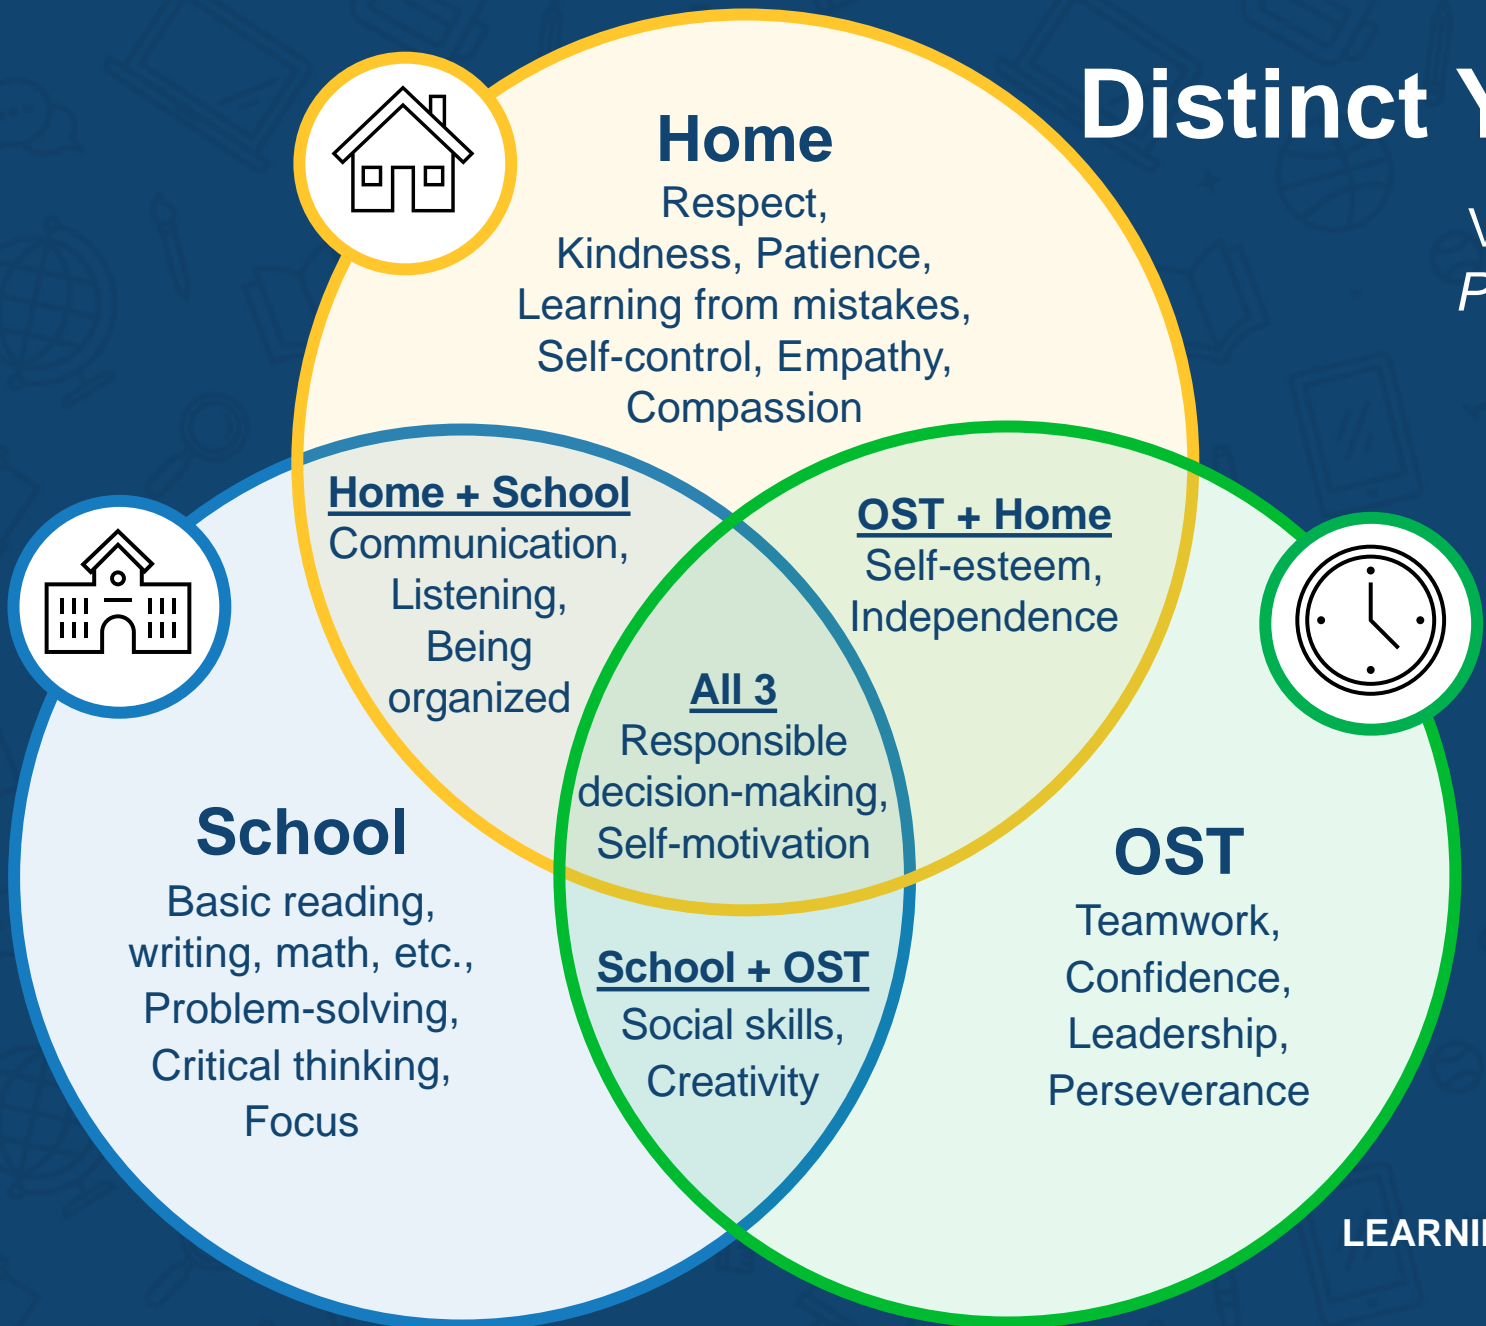 Distinct
Home
Respect,
Kindness, Patience,
Learning from mistakes,
Self-control, Empathy,
Compassion
Home + School
Communication,
Listening,
Being
organized
OST + Home
Self-esteem,
Independence
All 3
Responsible
decision-making,
Self-motivation
School
Basic reading,
writing, math, etc.,
Problem-solving,
Critical thinking,
Focus
School + OST
Social skills,
Creativity
OST
Teamwork,
Confidence,
Leadership,
Perseverance